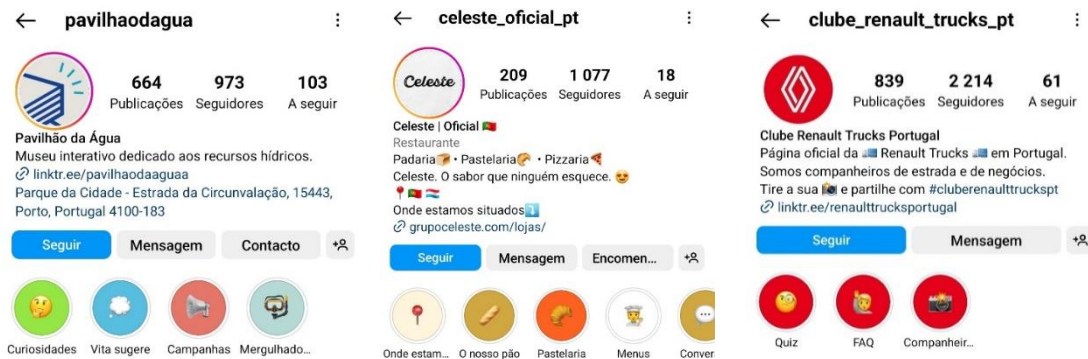 pavilhaodagua
664 973 103
Publicações Seguidores A seguir
Pavilhão da Água
Museu interativo dedicado aos recursos hídricos.
linktr.ee/pavilhaodaaguaa
Parque da Cidade - Estrada da Circunvalação, 15443,
Porto, Portugal 4100-183
Seguir Mensagem Contacto
Curiosidades Vita sugere Campanhas Mergulhado...
celeste_oficial_pt
Celeste
209 1 077 18
Publicações Seguidores A seguir
Celeste | Oficial 🇵🇹
Restaurante
Padaria🍞 • Pastelaria🥐 • Pizzaria🍕
Celeste. O sabor que ninguém esquece. 😍
📍🇵🇹 🇱🇺
Onde estamos situados⤵️
grupoceleste.com/lojas/
Seguir Mensagem Encomen...
Onde estam... O nosso pão Pastelaria Menus Conver
clube_renault_trucks_pt
839 2 214 61
Publicações Seguidores A seguir
Clube Renault Trucks Portugal
Página oficial da 🚛 Renault Trucks 🚛 em Portugal.
Somos companheiros de estrada e de negócios.
Tire a sua 📸 e partilhe com #cluberenaulttruckspt
linktr.ee/renaulttrucksportugal
Seguir Mensagem
Quiz FAQ Companheir...